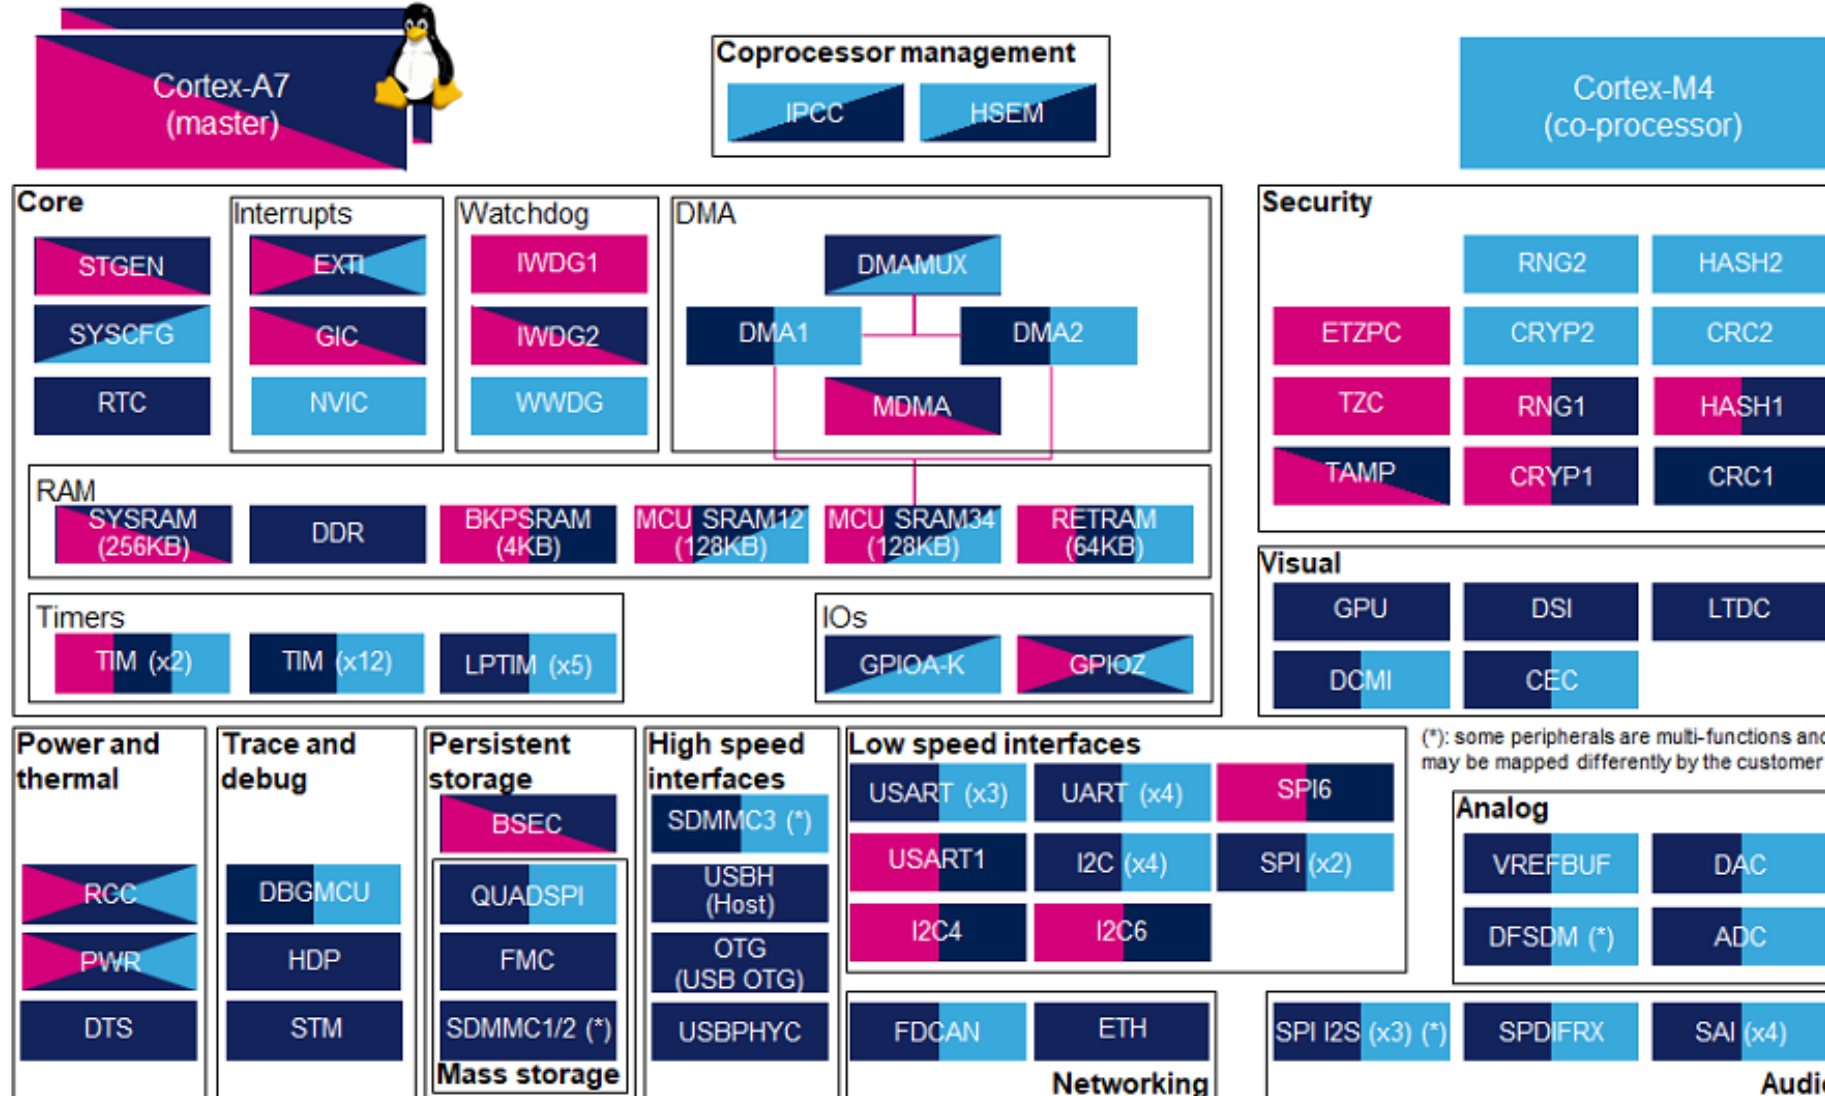 Cortex-A7
(master)
Coprocessor management
IPCC
HSEM
Cortex-M4
(co-processor)
Core
STGEN
SYSCFG
RTC
Interrupts
EXTI
GIC
NVIC
Watchdog
IWDG1
IWDG2
WWDG
DMA
DMAMUX
DMA1
DMA2
MDMA
RAM
SYSRAM
(256KB)
DDR
BKPSRAM
(4KB)
MCU SRAM12
(128KB)
MCU SRAM34
(128KB)
RETRAM
(64KB)
Timers
TIM (x2)
TIM (x12)
LPTIM (x5)
IOs
GPIOA-K
GPIOZ
Security
RNG2
HASH2
ETZPC
CRYP2
CRC2
TZC
RNG1
HASH1
TAMP
CRYP1
CRC1
Visual
GPU
DSI
LTDC
DCMI
CEC
Power and
thermal
RCC
PWR
DTS
Trace and
debug
DBGMCU
HDP
STM
Persistent
storage
BSEC
QUADSPI
FMC
SDMMC1/2 (*)
Mass storage
High speed
interfaces
SDMMC3 (*)
USBH
(Host)
OTG
(USB OTG)
USBPHYC
Low speed interfaces
USART (x3)
UART (x4)
SPI6
USART1
I2C (x4)
SPI (x2)
I2C4
I2C6
FDCAN
ETH
Networking
(*): some peripherals are multi-functions and
may be mapped differently by the customer
Analog
VREFBUF
DAC
DFSDM (*)
ADC
SPI I2S (x3) (*)
SPDIFRX
SAI (x4)
Audio